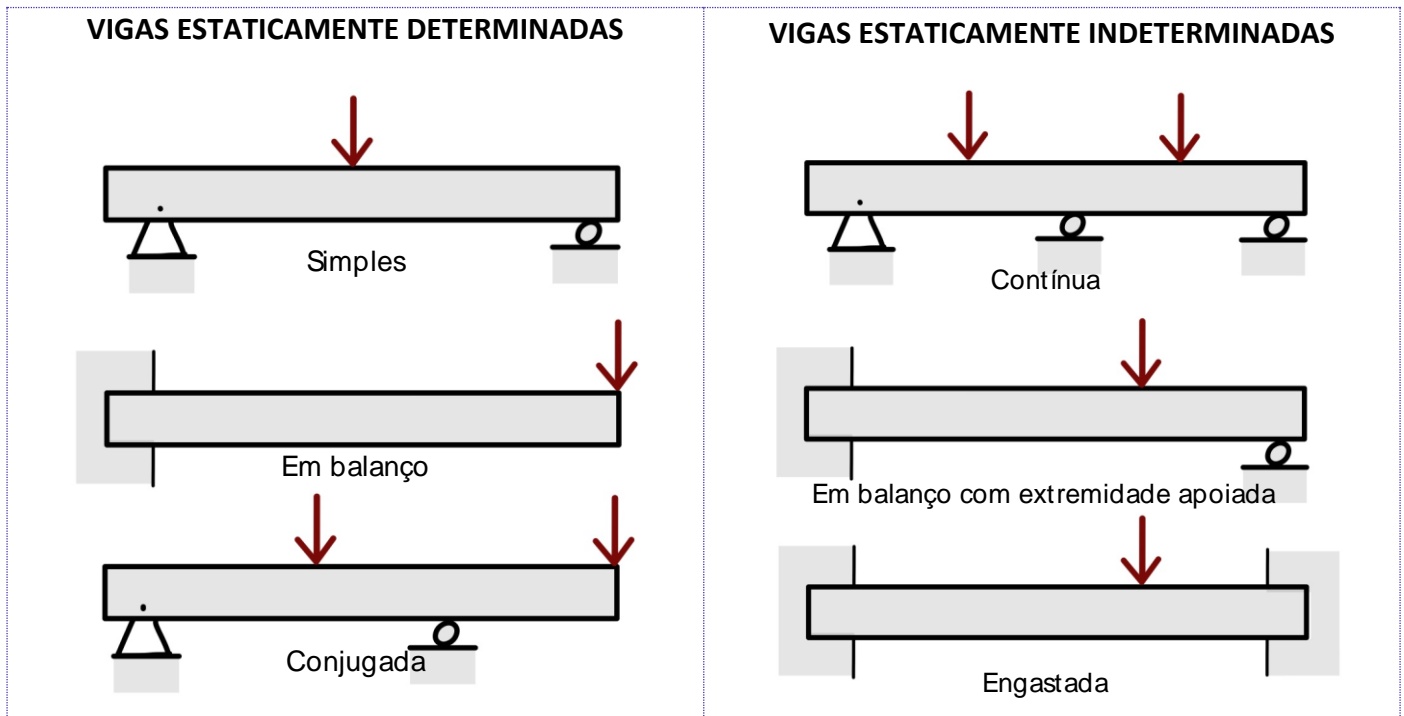 VIGAS ESTATICAMENTE DETERMINADAS
Simples
Em balanço
Conjugada
VIGAS ESTATICAMENTE INDETERMINADAS
Contínua
Em balanço com extremidade apoiada
Engastada